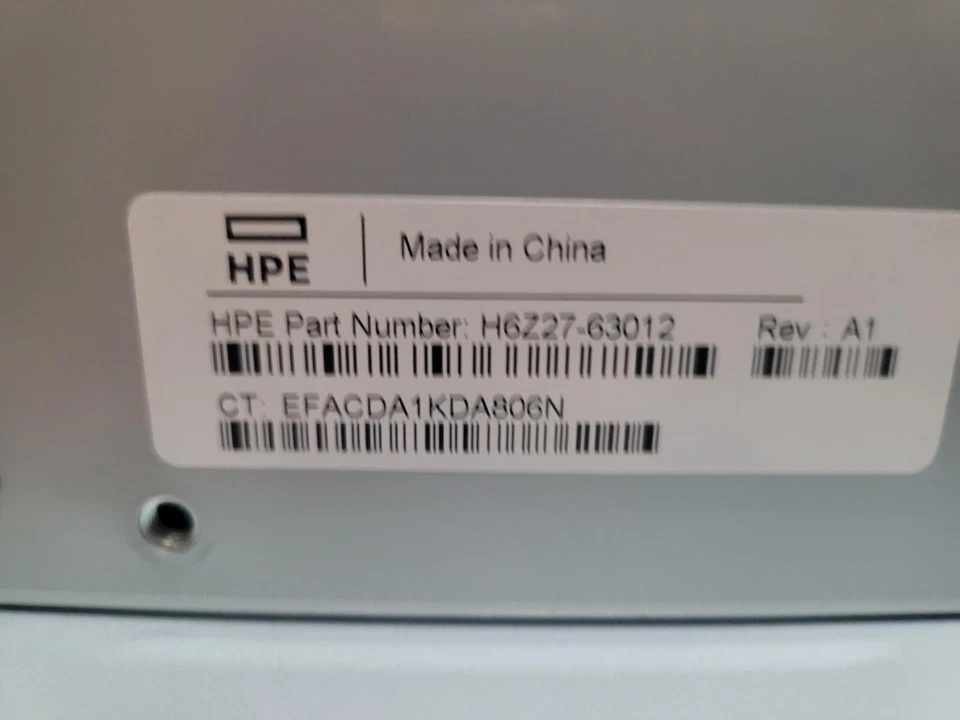 HPE
Made in China
HPE Part Number: H6Z27-63012
Rev : A1
CT: EFACDA1KDA806N